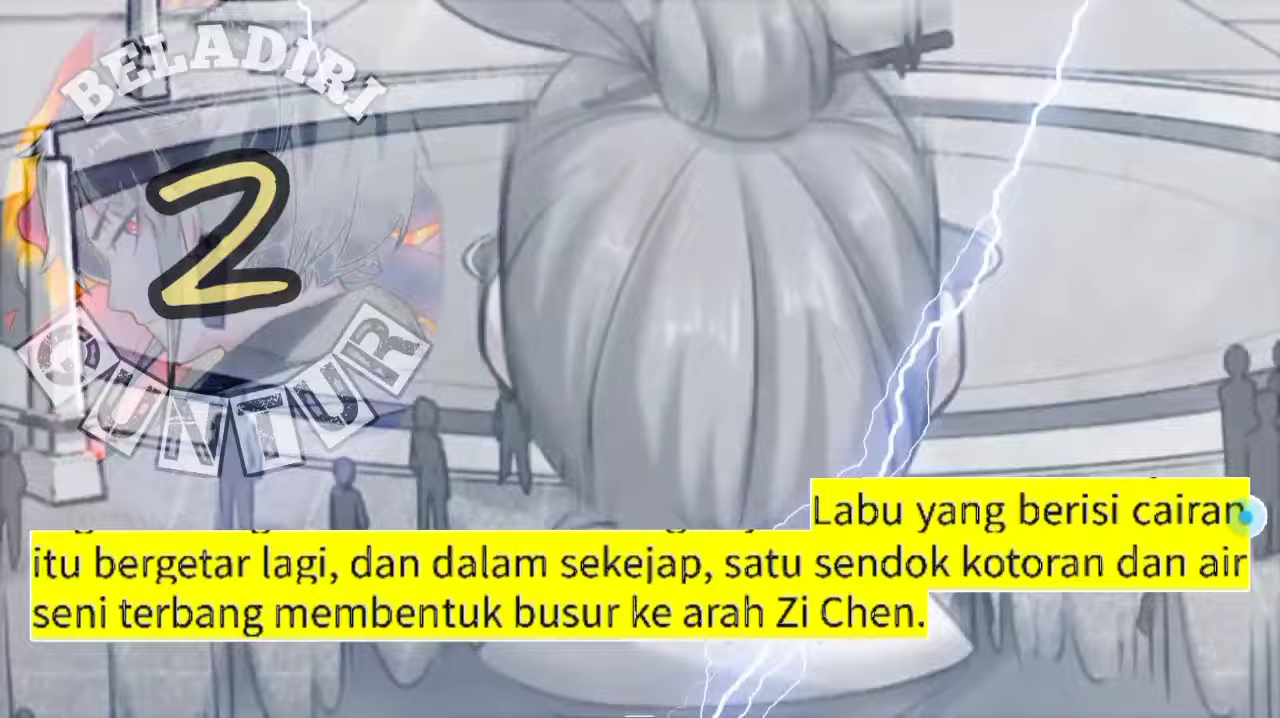 BELADIRI
2
GUNTUR
Labu yang berisi cairan
itu bergetar lagi, dan dalam sekejap, satu sendok kotoran dan air
seni terbang membentuk busur ke arah Zi Chen.